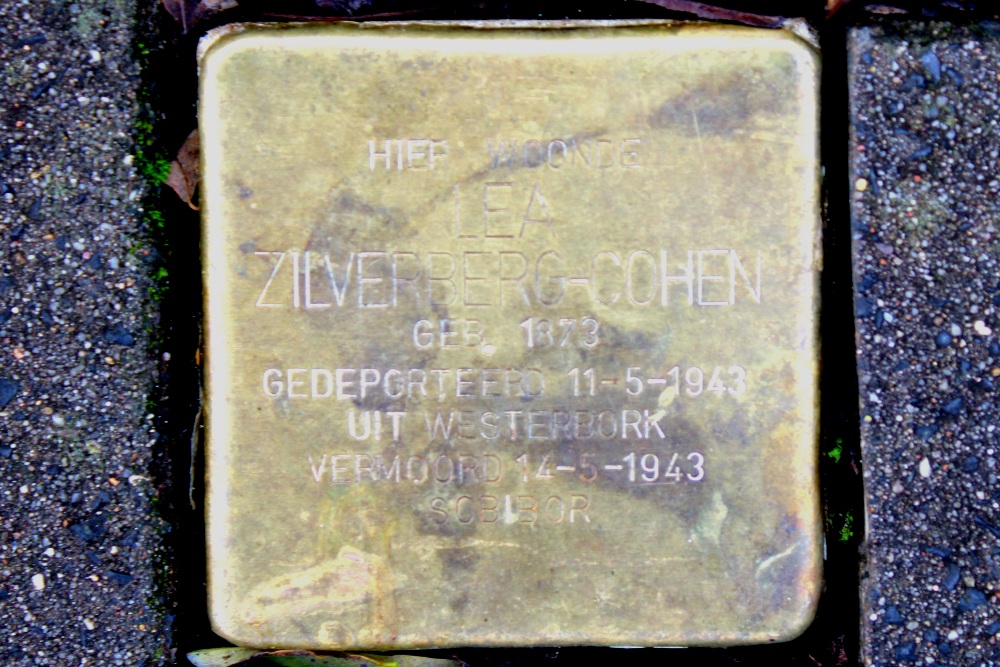 HIER WOONDE
LEA
ZILVERBERG-COHEN
GEB. 1873
GEDEPORTEERD 11-5-1943
UIT WESTERBORK
VERMOORD 14-5-1943
SOBIBOR